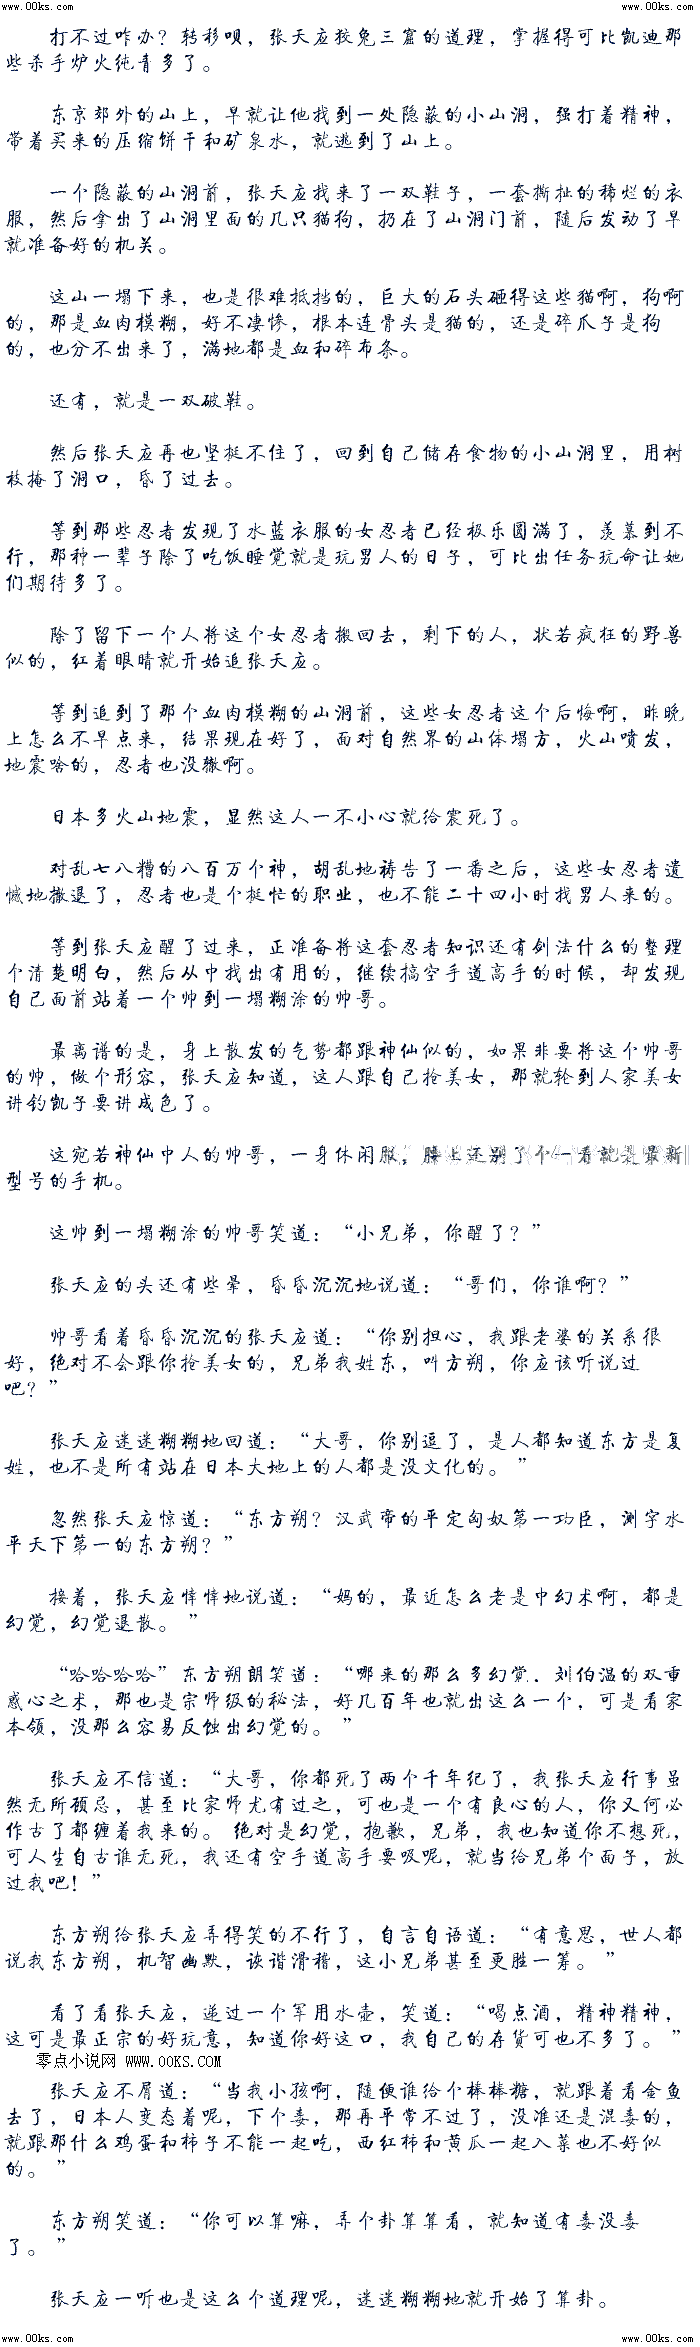 www.00ks.com www.00ks.com
打不过咋办？转移呗，张天应狡兔三窟的道理，掌握得可比凯迪那
些杀手炉火纯青多了。
东京郊外的山上，早就让他找到一处隐蔽的小山洞，强打着精神，
带着买来的压缩饼干和矿泉水，就逃到了山上。
一个隐蔽的山洞前，张天应找来了一双鞋子，一套撕扯的稀烂的衣
服，然后拿出了山洞里面的几只猫狗，扔在了山洞门前，随后发动了早
就准备好的机关。
这山一塌下来，也是很难抵挡的，巨大的石头砸得这些猫啊，狗啊
的，那是血肉模糊，好不凄惨，根本连骨头是猫的，还是碎爪子是狗
的，也分不出来了，满地都是血和碎布条。
还有，就是一双破鞋。
然后张天应再也坚挺不住了，回到自己储存食物的小山洞里，用树
枝掩了洞口，昏了过去。
等到那些忍者发现了水蓝衣服的女忍者已经极乐圆满了，羡慕到不
行，那种一辈子除了吃饭睡觉就是玩男人的日子，可比出任务玩命让她
们期待多了。
除了留下一个人将这个女忍者搬回去，剩下的人，状若疯狂的野兽
似的，红着眼睛就开始追张天应。
等到追到了那个血肉模糊的山洞前，这些女忍者这个后悔啊，昨晚
上怎么不早点来，结果现在好了，面对自然界的山体塌方，火山喷发，
地震啥的，忍者也没辙啊。
日本多火山地震，显然这人一不小心就给震死了。
对乱七八糟的八百万个神，胡乱地祷告了一番之后，这些女忍者遗
憾地撤退了，忍者也是个挺忙的职业，也不能二十四小时找男人来的。
等到张天应醒了过来，正准备将这套忍者知识还有剑法什么的整理
个清楚明白，然后从中找出有用的，继续搞空手道高手的时候，却发现
自己面前站着一个帅到一塌糊涂的帅哥。
最离谱的是，身上散发的气势都跟神仙似的，如果非要将这个帅哥
的帅，做个形容，张天应知道，这人跟自己抢美女，那就轮到人家美女
讲钓凯子要讲成色了。
这宛若神仙中人的帅哥，一身休闲服，腰上还别了个一看就是最新
型号的手机。
这帅到一塌糊涂的帅哥笑道：“小兄弟，你醒了？”
张天应的头还有些晕，昏昏沉沉地说道：“哥们，你谁啊？”
帅哥看着昏昏沉沉的张天应道：“你别担心，我跟老婆的关系很
好，绝对不会跟你抢美女的，兄弟我姓东，叫方朔，你应该听说过
吧？”
张天应迷迷糊糊地回道：“大哥，你别逗了，是人都知道东方是复
姓，也不是所有站在日本大地上的人都是没文化的。”
忽然张天应惊道：“东方朔？汉武帝的平定匈奴第一功臣，测字水
平天下第一的东方朔？”
接着，张天应悻悻地说道：“妈的，最近怎么老是中幻术啊，都是
幻觉，幻觉退散。”
“哈哈哈哈”东方朔朗笑道：“哪来的那么多幻觉，刘伯温的双重
惑心之术，那也是宗师级的秘法，好几百年也就出这么一个，可是看家
本领，没那么容易反蚀出幻觉的。”
张天应不信道：“大哥，你都死了两个千年纪了，我张天应行事虽
然无所顾忌，甚至比家师尤有过之，可也是一个有良心的人，你又何必
作古了都缠着我来的。 绝对是幻觉，抱歉，兄弟，我也知道你不想死，
可人生自古谁无死，我还有空手道高手要吸呢，就当给兄弟个面子，放
过我吧！”
东方朔给张天应弄得笑的不行了，自言自语道：“有意思，世人都
说我东方朔，机智幽默，诙谐滑稽，这小兄弟甚至更胜一筹。”
看了看张天应，递过一个军用水壶，笑道：“喝点酒，精神精神，
这可是最正宗的好玩意，知道你好这口，我自己的存货可也不多了。”
零点小说网 www.00KS.COM
张天应不屑道：“当我小孩啊，随便谁给个棒棒糖，就跟着看金鱼
去了，日本人变态着呢，下个毒，那再平常不过了，没准还是混毒的，
就跟那什么鸡蛋和柿子不能一起吃，西红柿和黄瓜一起入菜也不好似
的。”
东方朔笑道：“你可以算嘛，弄个卦算算看，就知道有毒没毒
了。”
张天应一听也是这么个道理呢，迷迷糊糊地就开始了算卦。
www.00ks.com www.00ks.com